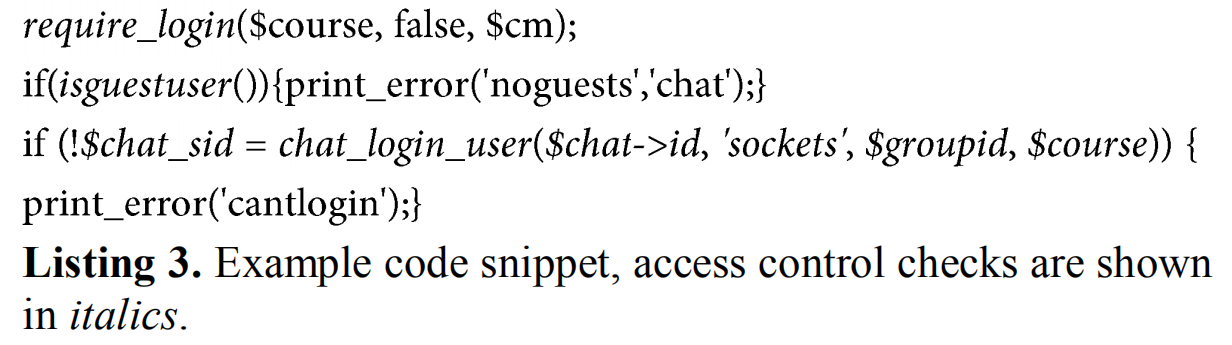 require_login($course, false, $cm);
if(isguestuser()){print_error('noguests','chat');}
if (!$chat_sid = chat_login_user($chat->id, 'sockets', $groupid, $course)) {
print_error('cantlogin');}
Listing 3. Example code snippet, access control checks are shown
in italics.